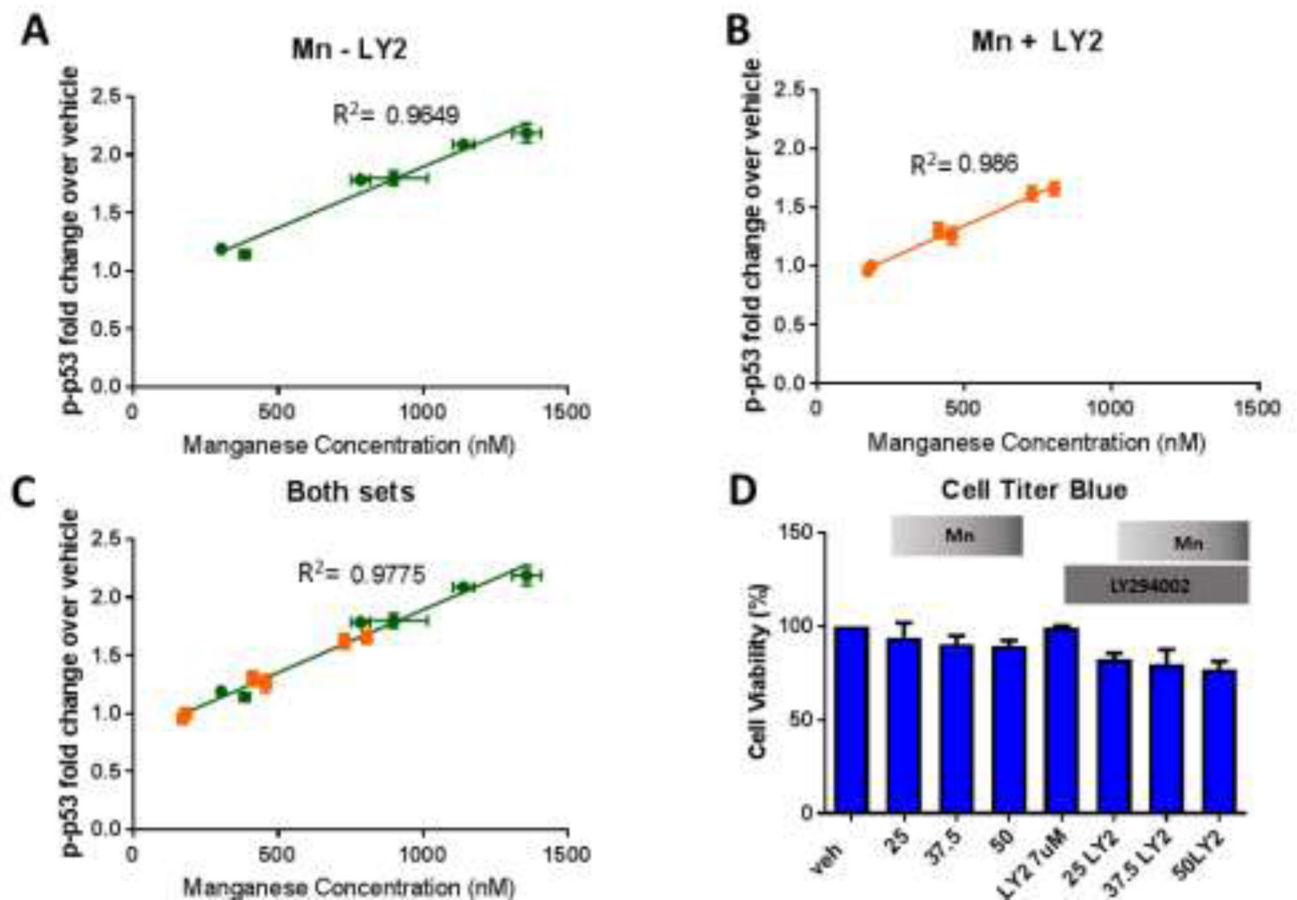 A
Mn - LY2
p-p53 fold change over vehicle
2.5
2.0
1.5
1.0
0.5
0.0
R²= 0.9649
0
500
1000
1500
Manganese Concentration (nM)
B
Mn + LY2
p-p53 fold change over vehicle
2.5
2.0
1.5
1.0
0.5
0.0
R²= 0.986
0
500
1000
1500
Manganese Concentration (nM)
C
Both sets
p-p53 fold change over vehicle
2.5
2.0
1.5
1.0
0.5
0.0
R²= 0.9775
0
500
1000
1500
Manganese Concentration (nM)
D
Cell Titer Blue
Cell Viability (%)
150
100
50
0
Mn
Mn
LY294002
veh
25
37.5
50
LY2 7uM
25 LY2
37.5 LY2
50LY2